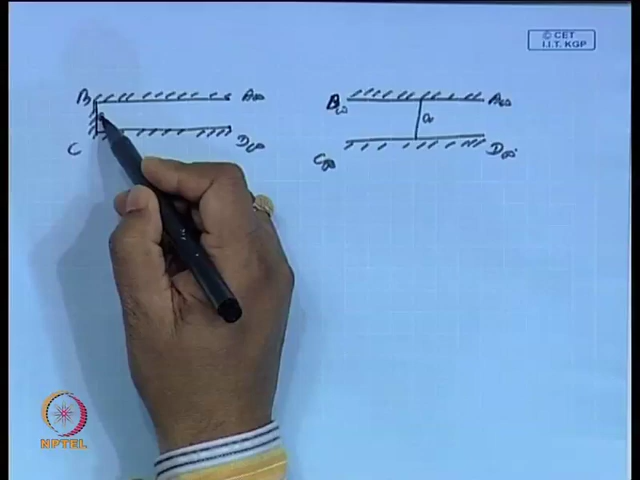 © CET
I.I.T. KGP
B A∞ B∞ A∞
a a
C D∞ C∞ D∞
NPTEL